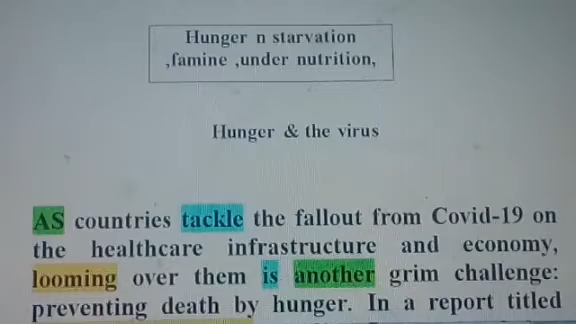 Hunger n starvation
,famine ,under nutrition,
Hunger & the virus
AS countries tackle the fallout from Covid-19 on
the healthcare infrastructure and economy,
looming over them is another grim challenge:
preventing death by hunger. In a report titled